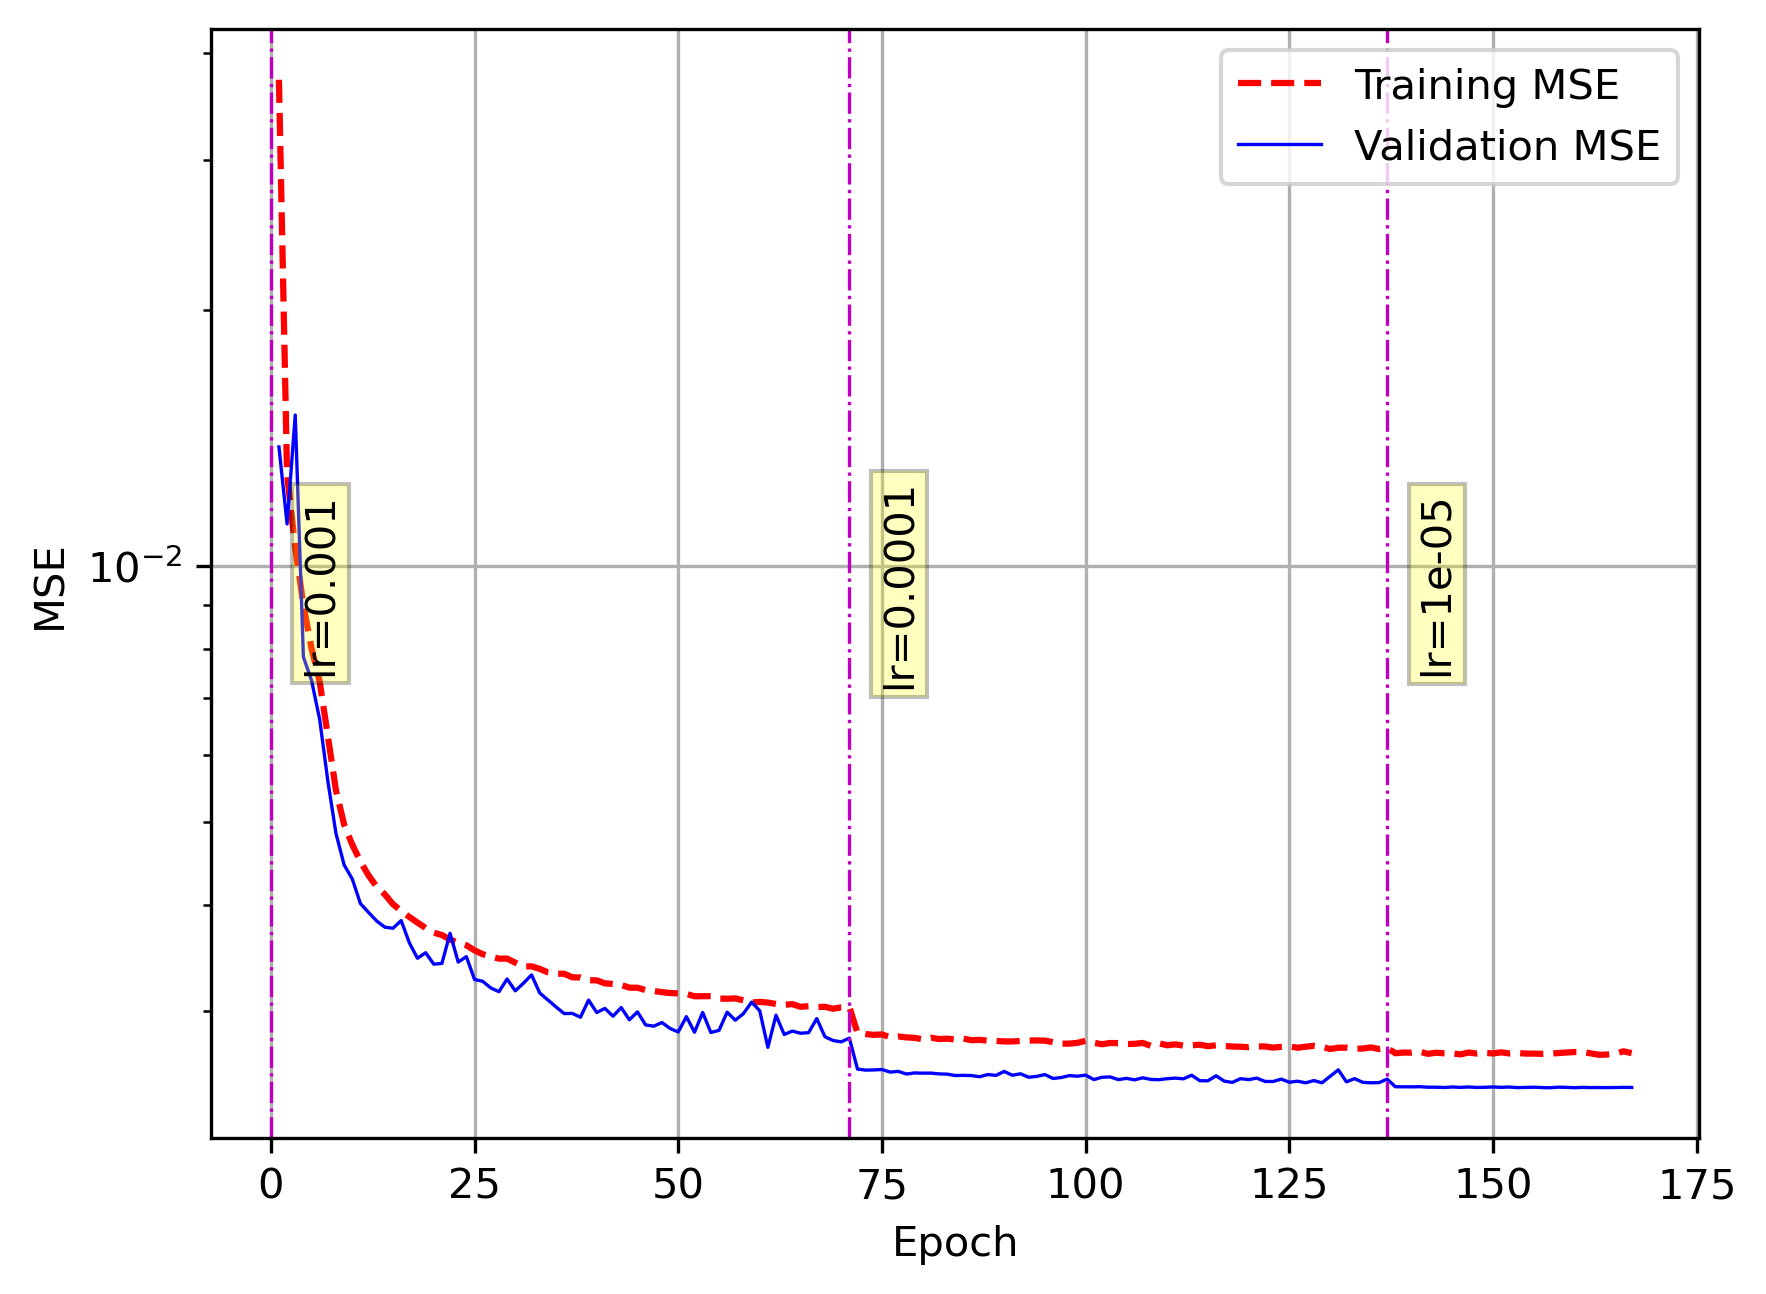 Training MSE
Validation MSE
MSE
10⁻²
lr=0.001
lr=0.0001
lr=1e-05
0 25 50 75 100 125 150 175
Epoch